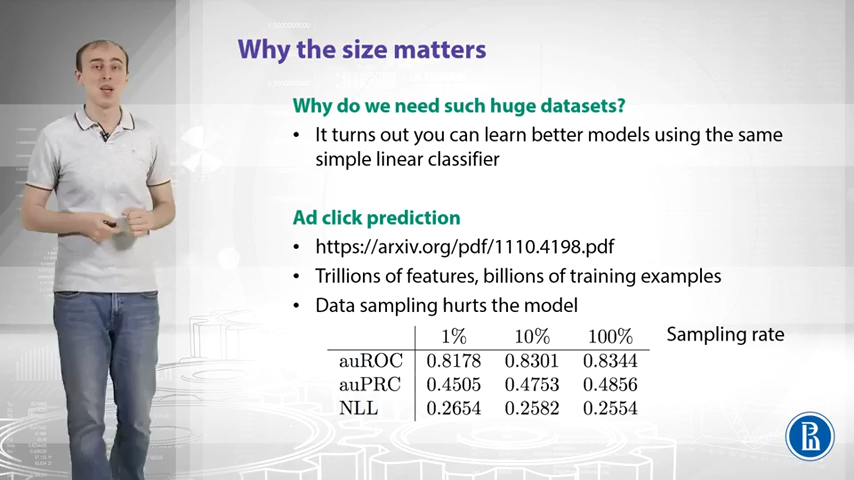 Why the size matters
Why do we need such huge datasets?
• It turns out you can learn better models using the same
simple linear classifier
Ad click prediction
• https://arxiv.org/pdf/1110.4198.pdf
• Trillions of features, billions of training examples
• Data sampling hurts the model
1% 10% 100% Sampling rate
auROC 0.8178 0.8301 0.8344
auPRC 0.4505 0.4753 0.4856
NLL 0.2654 0.2582 0.2554